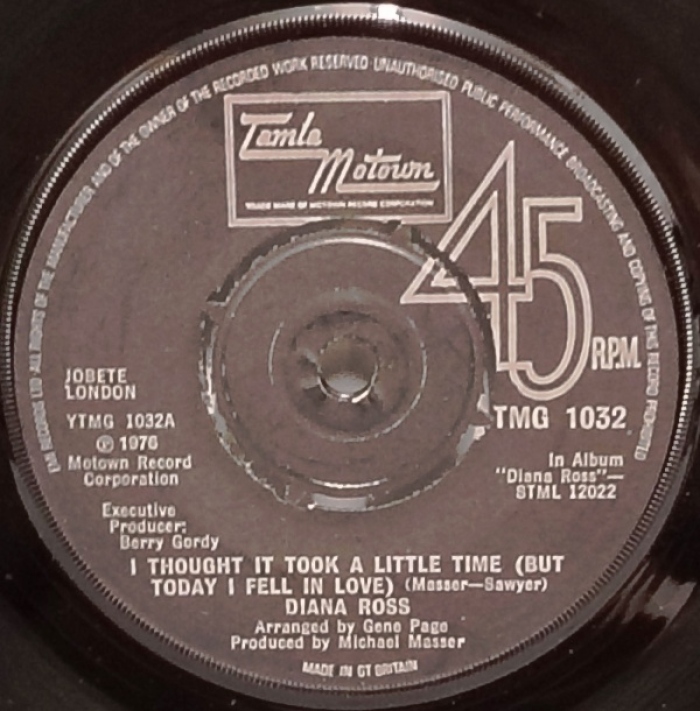 EMI RECORDS LTD ALL RIGHTS OF THE MANUFACTURER AND OF THE OWNER OF THE RECORDED WORK RESERVED UNAUTHORISED PUBLIC PERFORMANCE BROADCASTING AND COPYING OF THIS RECORD PROHIBITED
Tamla
Motown
TRADE MARK OF MOTOWN RECORD CORPORATION
45
R.P.M.
JOBETE
LONDON
YTMG 1032A
Ⓟ 1976
Motown Record
Corporation
TMG 1032
In Album
"Diana Ross"—
STML 12022
Executive
Producer:
Berry Gordy
I THOUGHT IT TOOK A LITTLE TIME (BUT
TODAY I FELL IN LOVE) (Masser—Sawyer)
DIANA ROSS
Arranged by Gene Page
Produced by Michael Masser
MADE IN GT BRITAIN